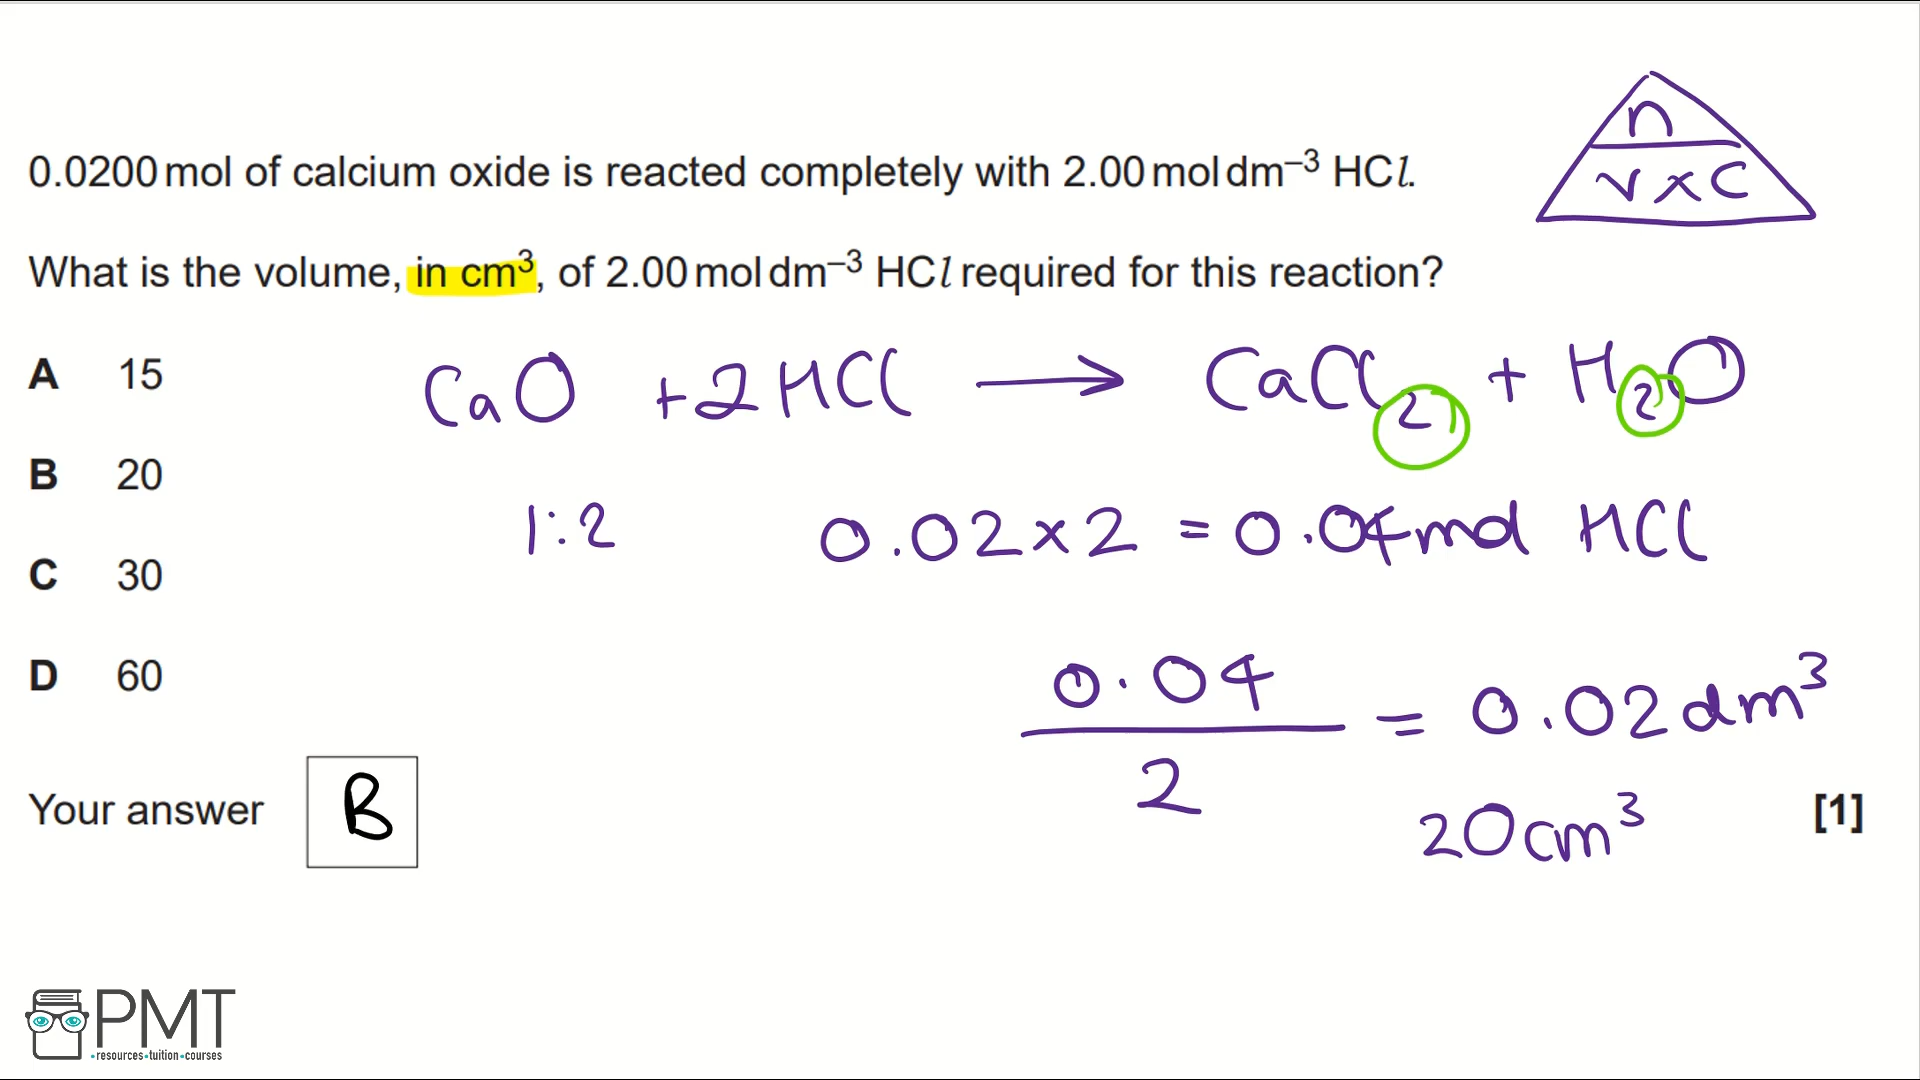 n
v x c
0.0200 mol of calcium oxide is reacted completely with 2.00 mol dm⁻³ HCl.
What is the volume, in cm³, of 2.00 mol dm⁻³ HCl required for this reaction?
A 15
CaO + 2HCl → CaCl₂ + H₂O
B 20
1:2 0.02 x 2 = 0.04 mol HCl
C 30
D 60
0.04 / 2 = 0.02 dm³
20 cm³
Your answer B [1]
PMT
resources•tuition•courses